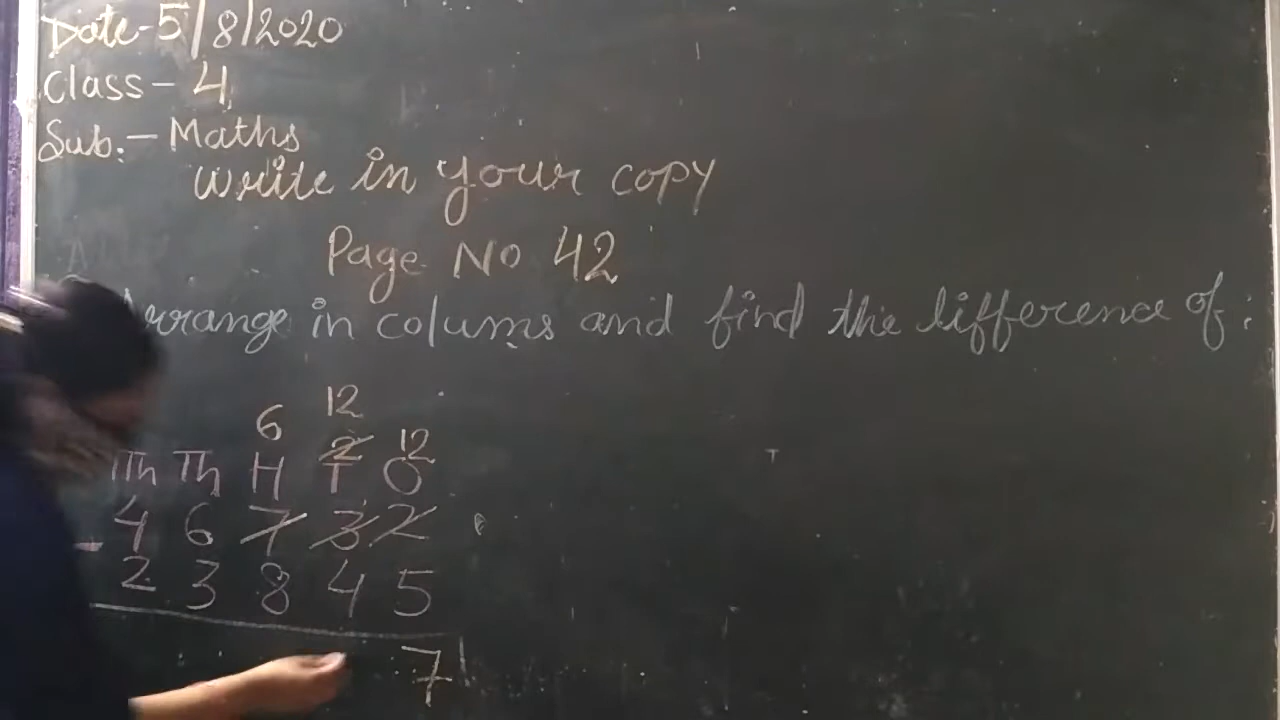 Date-5/8/2020
Class-4
Sub.-Maths
Write in your copy
Page No 42
in colums and find the difference of:
12
6 2 12
Th Th H T O
4 6 7 3 2
- 2 3 8 4 5
7